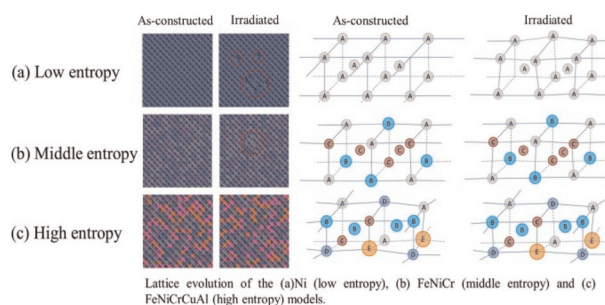 As-constructed Irradiated As-constructed Irradiated
(a) Low entropy
A A A A A
A A A A A A
A A A A A A
A A A A A A
(b) Middle entropy
A B A B
C A C C C A C C
B C B B C B
A B A B
(c) High entropy
A D A A D A
B B C B B B B C B B
C A E C A E
D E D D E D
Lattice evolution of the (a)Ni (low entropy), (b) FeNiCr (middle entropy) and (c)
FeNiCrCuAl (high entropy) models.